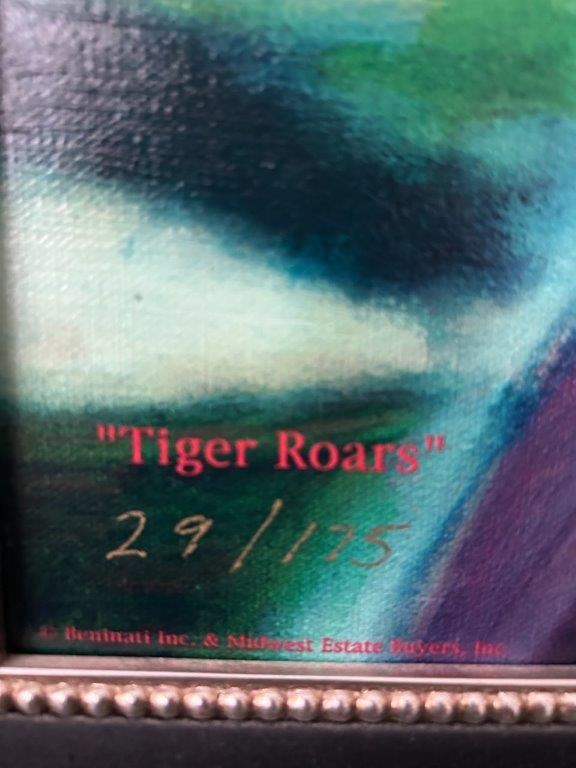 "Tiger Roars"
29/175
© Beninati Inc. & Midwest Estate Buyers, Inc.